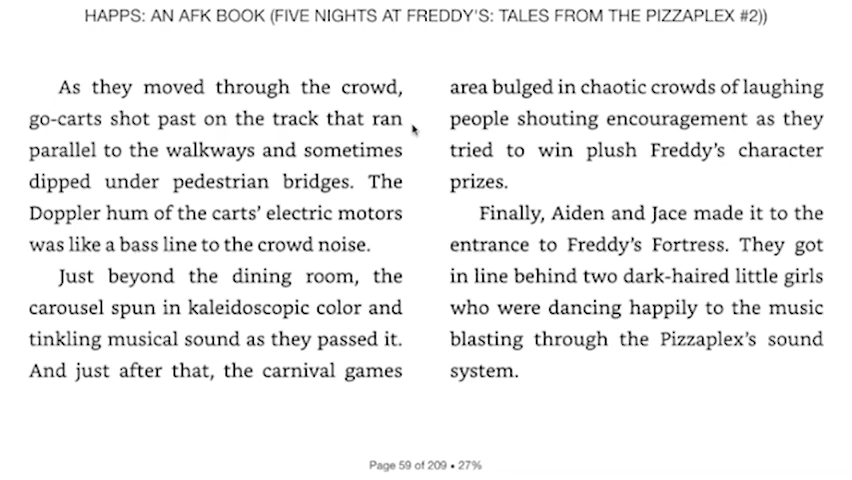 HAPPS: AN AFK BOOK (FIVE NIGHTS AT FREDDY'S: TALES FROM THE PIZZAPLEX #2))
As they moved through the crowd,
go-carts shot past on the track that ran
parallel to the walkways and sometimes
dipped under pedestrian bridges. The
Doppler hum of the carts' electric motors
was like a bass line to the crowd noise.
Just beyond the dining room, the
carousel spun in kaleidoscopic color and
tinkling musical sound as they passed it.
And just after that, the carnival games
area bulged in chaotic crowds of laughing
people shouting encouragement as they
tried to win plush Freddy's character
prizes.
Finally, Aiden and Jace made it to the
entrance to Freddy's Fortress. They got
in line behind two dark-haired little girls
who were dancing happily to the music
blasting through the Pizzaplex's sound
system.
Page 59 of 209 • 27%